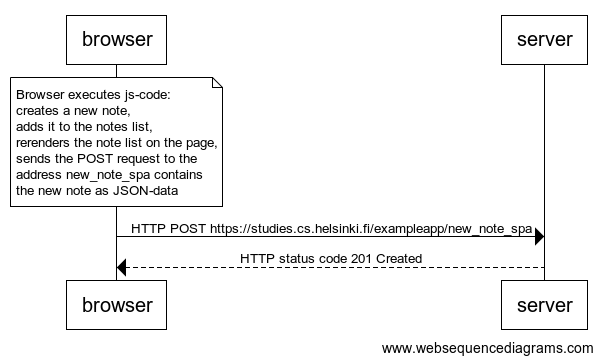 browser
server
Browser executes js-code:
creates a new note,
adds it to the notes list,
rerenders the note list on the page,
sends the POST request to the
address new_note_spa contains
the new note as JSON-data
HTTP POST https://studies.cs.helsinki.fi/exampleapp/new_note_spa
HTTP status code 201 Created
browser
server
www.websequencediagrams.com